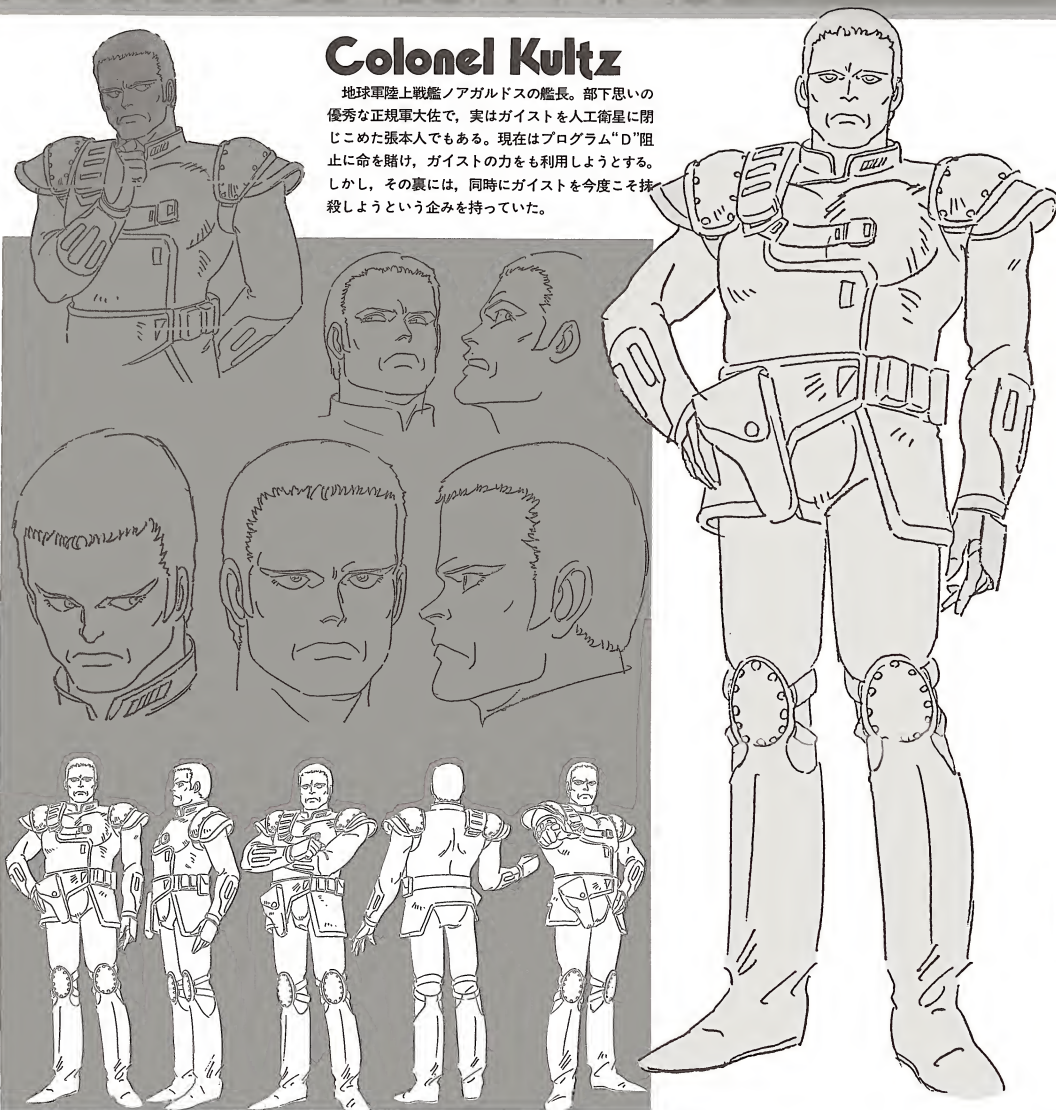 Colonel Kultz
地球軍陸上戦艦ノアガルドスの艦長。部下思いの
優秀な正規軍大佐で，実はガイストを人工衛星に閉
じこめた張本人でもある。現在はプログラム“D”阻
止に命を賭け，ガイストの力をも利用しようとする。
しかし，その裏には，同時にガイストを今度こそ抹
殺しようという企みを持っていた。